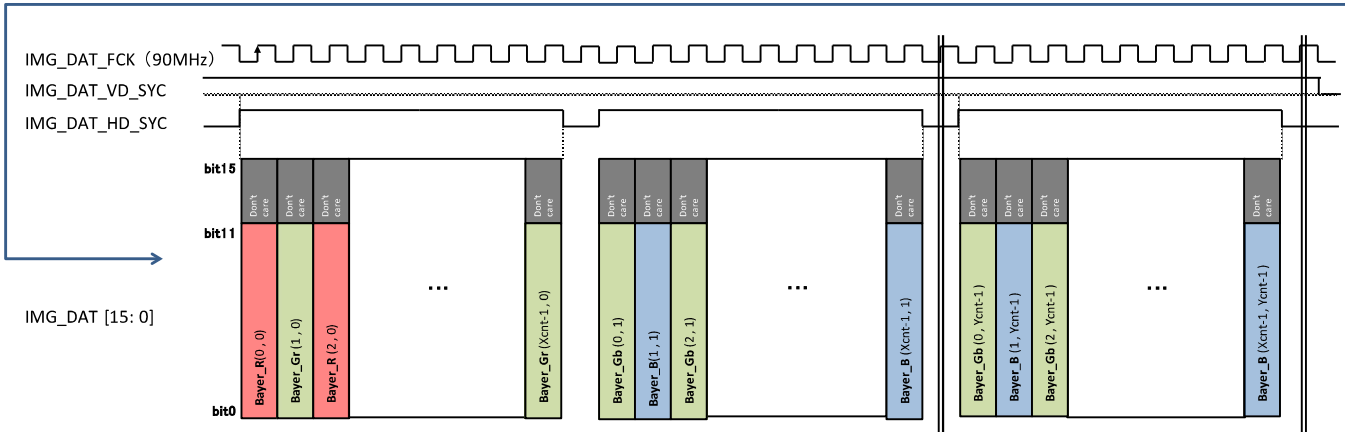 IMG_DAT_FCK（90MHz）
IMG_DAT_VD_SYC
IMG_DAT_HD_SYC
bit15
Don't care
Don't care
Don't care
Don't care
Don't care
Don't care
Don't care
Don't care
Don't care
Don't care
Don't care
Don't care
bit11
IMG_DAT [15: 0]
Bayer_R(0 , 0)
Bayer_Gr (1 , 0)
Bayer_R (2 , 0)
...
Bayer_Gr (Xcnt-1 , 0)
Bayer_Gb (0 , 1)
Bayer_B(1 , 1)
Bayer_Gb (2 , 1)
...
Bayer_B (Xcnt-1 , 1)
Bayer_Gb (0 , Ycnt-1)
Bayer_B (1 , Ycnt-1)
Bayer_Gb (2 , Ycnt-1)
...
Bayer_B (Xcnt-1 , Ycnt-1)
bit0